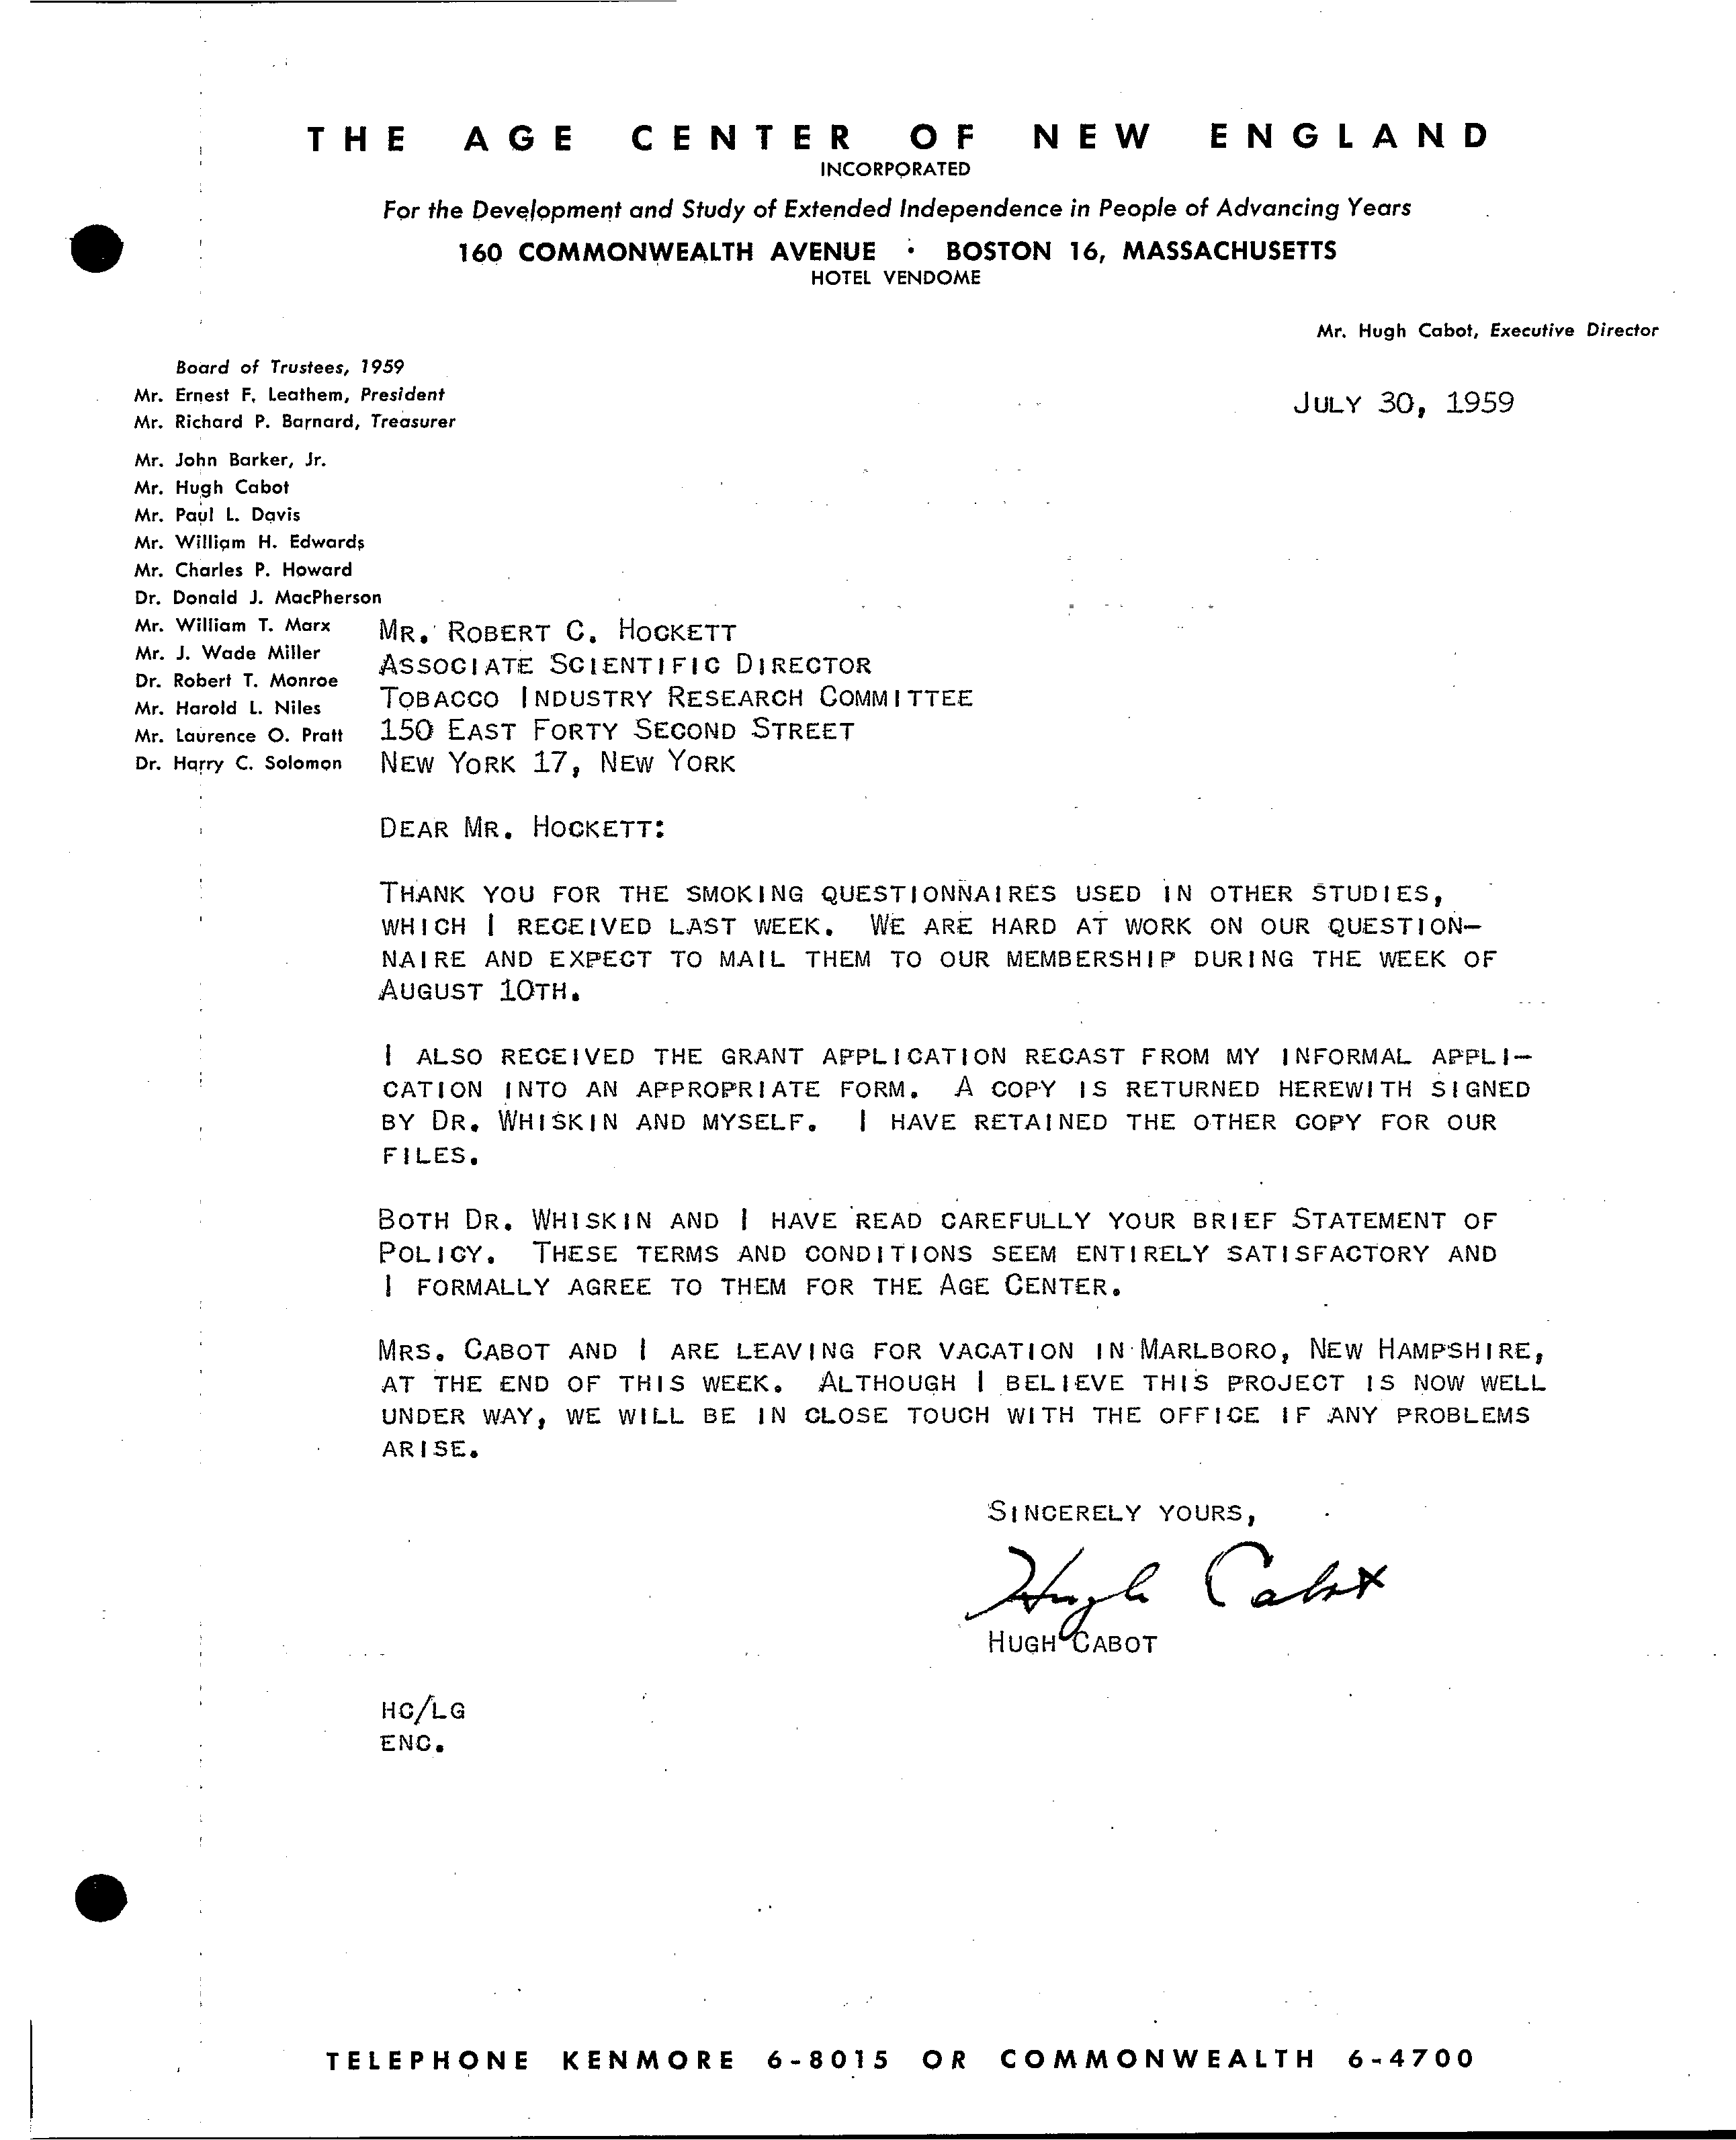 THE AGE CENTER OF NEW ENGLAND
INCORPORATED
For the Development and Study of Extended Independence in People of Advancing Years
160 COMMONWEALTH AVENUE · BOSTON 16, MASSACHUSETTS
HOTEL VENDOME
Mr. Hugh Cabot, Executive Director
Board of Trustees, 1959
Mr. Ernest F. Leathem, President
Mr. Richard P. Barnard, Treasurer
Mr. John Barker, Jr.
Mr. Hugh Cabot
Mr. Paul L. Davis
Mr. William H. Edwards
Mr. Charles P. Howard
Dr. Donald J. MacPherson
Mr. William T. Marx
Mr. J. Wade Miller
Dr. Robert T. Monroe
Mr. Harold L. Niles
Mr. Laurence O. Pratt
Dr. Harry C. Solomon
JULY 30, 1959
MR. ROBERT C. HOCKETT
ASSOCIATE SCIENTIFIC DIRECTOR
TOBACCO INDUSTRY RESEARCH COMMITTEE
150 EAST FORTY SECOND STREET
NEW YORK 17, NEW YORK
DEAR MR. HOCKETT:
THANK YOU FOR THE SMOKING QUESTIONNAIRES USED IN OTHER STUDIES,
WHICH I RECEIVED LAST WEEK. WE ARE HARD AT WORK ON OUR QUESTION-
NAIRE AND EXPECT TO MAIL THEM TO OUR MEMBERSHIP DURING THE WEEK OF
AUGUST 10TH.
I ALSO RECEIVED THE GRANT APPLICATION RECAST FROM MY INFORMAL APPLI-
CATION INTO AN APPROPRIATE FORM. A COPY IS RETURNED HEREWITH SIGNED
BY DR. WHISKIN AND MYSELF. I HAVE RETAINED THE OTHER COPY FOR OUR
FILES.
BOTH DR. WHISKIN AND I HAVE READ CAREFULLY YOUR BRIEF STATEMENT OF
POLICY. THESE TERMS AND CONDITIONS SEEM ENTIRELY SATISFACTORY AND
I FORMALLY AGREE TO THEM FOR THE AGE CENTER.
MRS. CABOT AND I ARE LEAVING FOR VACATION IN MARLBORO, NEW HAMPSHIRE,
AT THE END OF THIS WEEK. ALTHOUGH I BELIEVE THIS PROJECT IS NOW WELL
UNDER WAY, WE WILL BE IN CLOSE TOUCH WITH THE OFFICE IF ANY PROBLEMS
ARISE.
SINCERELY YOURS,
Hugh Cabot
HUGH CABOT
HC/LG
ENC.
TELEPHONE KENMORE 6-8015 OR COMMONWEALTH 6-4700